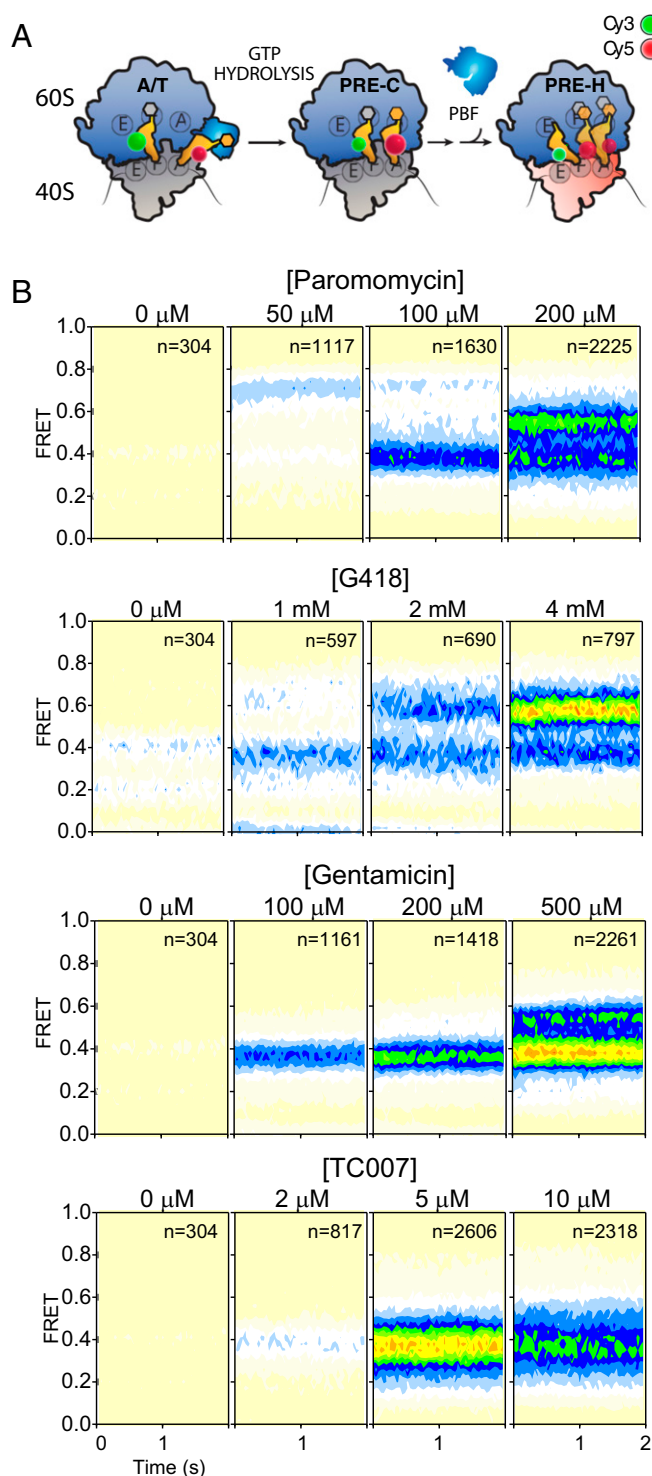 A
Cy3
Cy5
GTP
HYDROLYSIS
A/T
PRE-C
PBF
PRE-H
60S
40S
E
A
E
E
E
E
E
B
[Paromomycin]
0 μM 50 μM 100 μM 200 μM
n=304 n=1117 n=1630 n=2225
1.0
0.8
0.6
0.4
0.2
0.0
FRET
[G418]
0 μM 1 mM 2 mM 4 mM
n=304 n=597 n=690 n=797
1.0
0.8
0.6
0.4
0.2
0.0
FRET
[Gentamicin]
0 μM 100 μM 200 μM 500 μM
n=304 n=1161 n=1418 n=2261
1.0
0.8
0.6
0.4
0.2
0.0
FRET
[TC007]
0 μM 2 μM 5 μM 10 μM
n=304 n=817 n=2606 n=2318
1.0
0.8
0.6
0.4
0.2
0.0
FRET
0 1 1 1 1 2
Time (s)